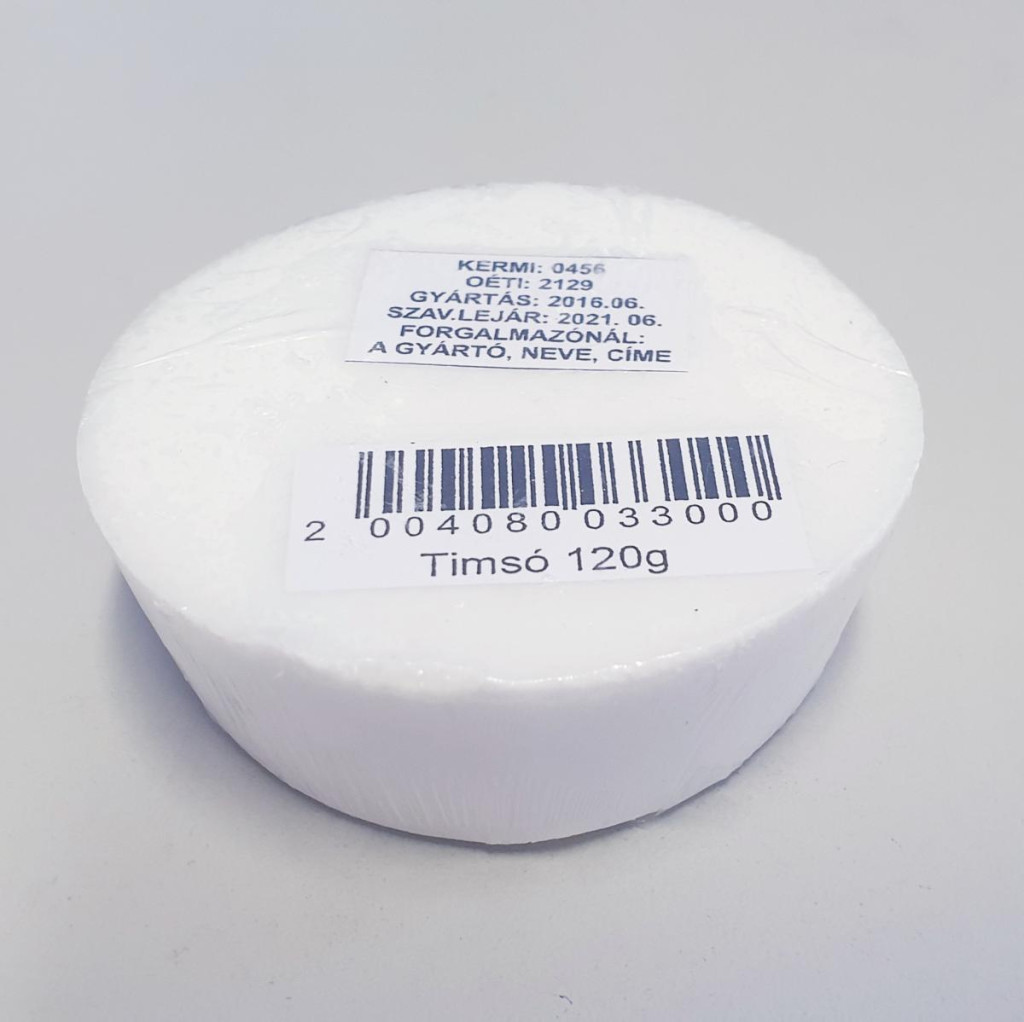 KERMI: 0456
OÉTI: 2129
GYÁRTÁS: 2016.06.
SZAV.LEJÁR: 2021. 06.
FORGALMAZÓNÁL:
A GYÁRTÓ, NEVE, CÍME
2 004080 033000
Timsó 120g